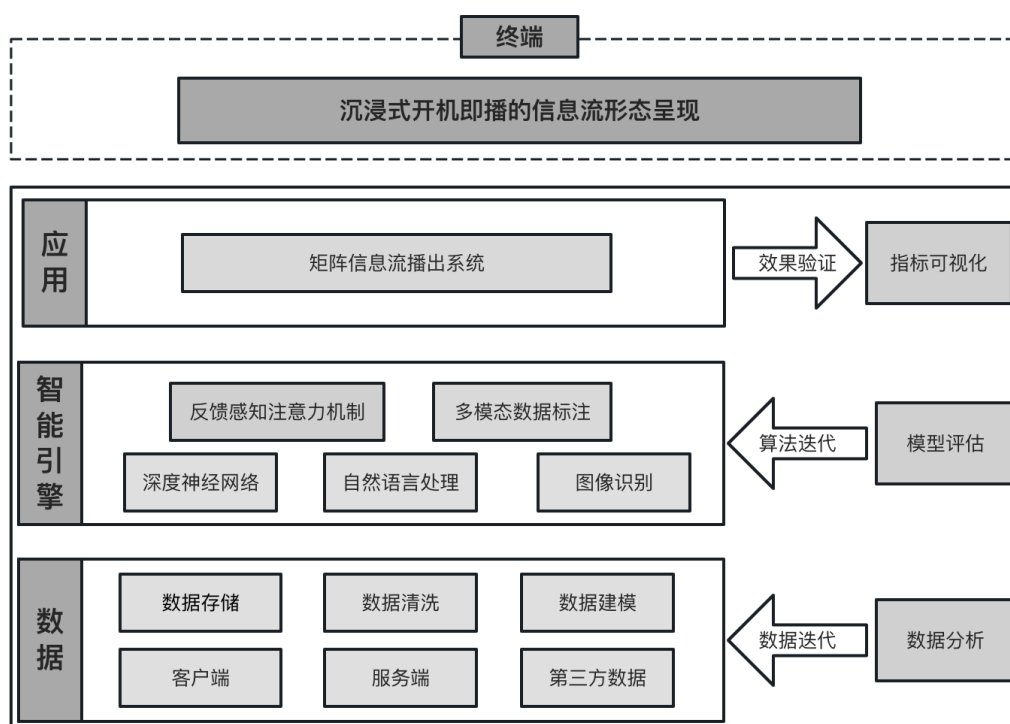 终端
沉浸式开机即播的信息流形态呈现
应用
矩阵信息流播出系统
效果验证
指标可视化
智能引擎
反馈感知注意力机制
多模态数据标注
深度神经网络
自然语言处理
图像识别
算法迭代
模型评估
数据
数据存储
数据清洗
数据建模
客户端
服务端
第三方数据
数据迭代
数据分析